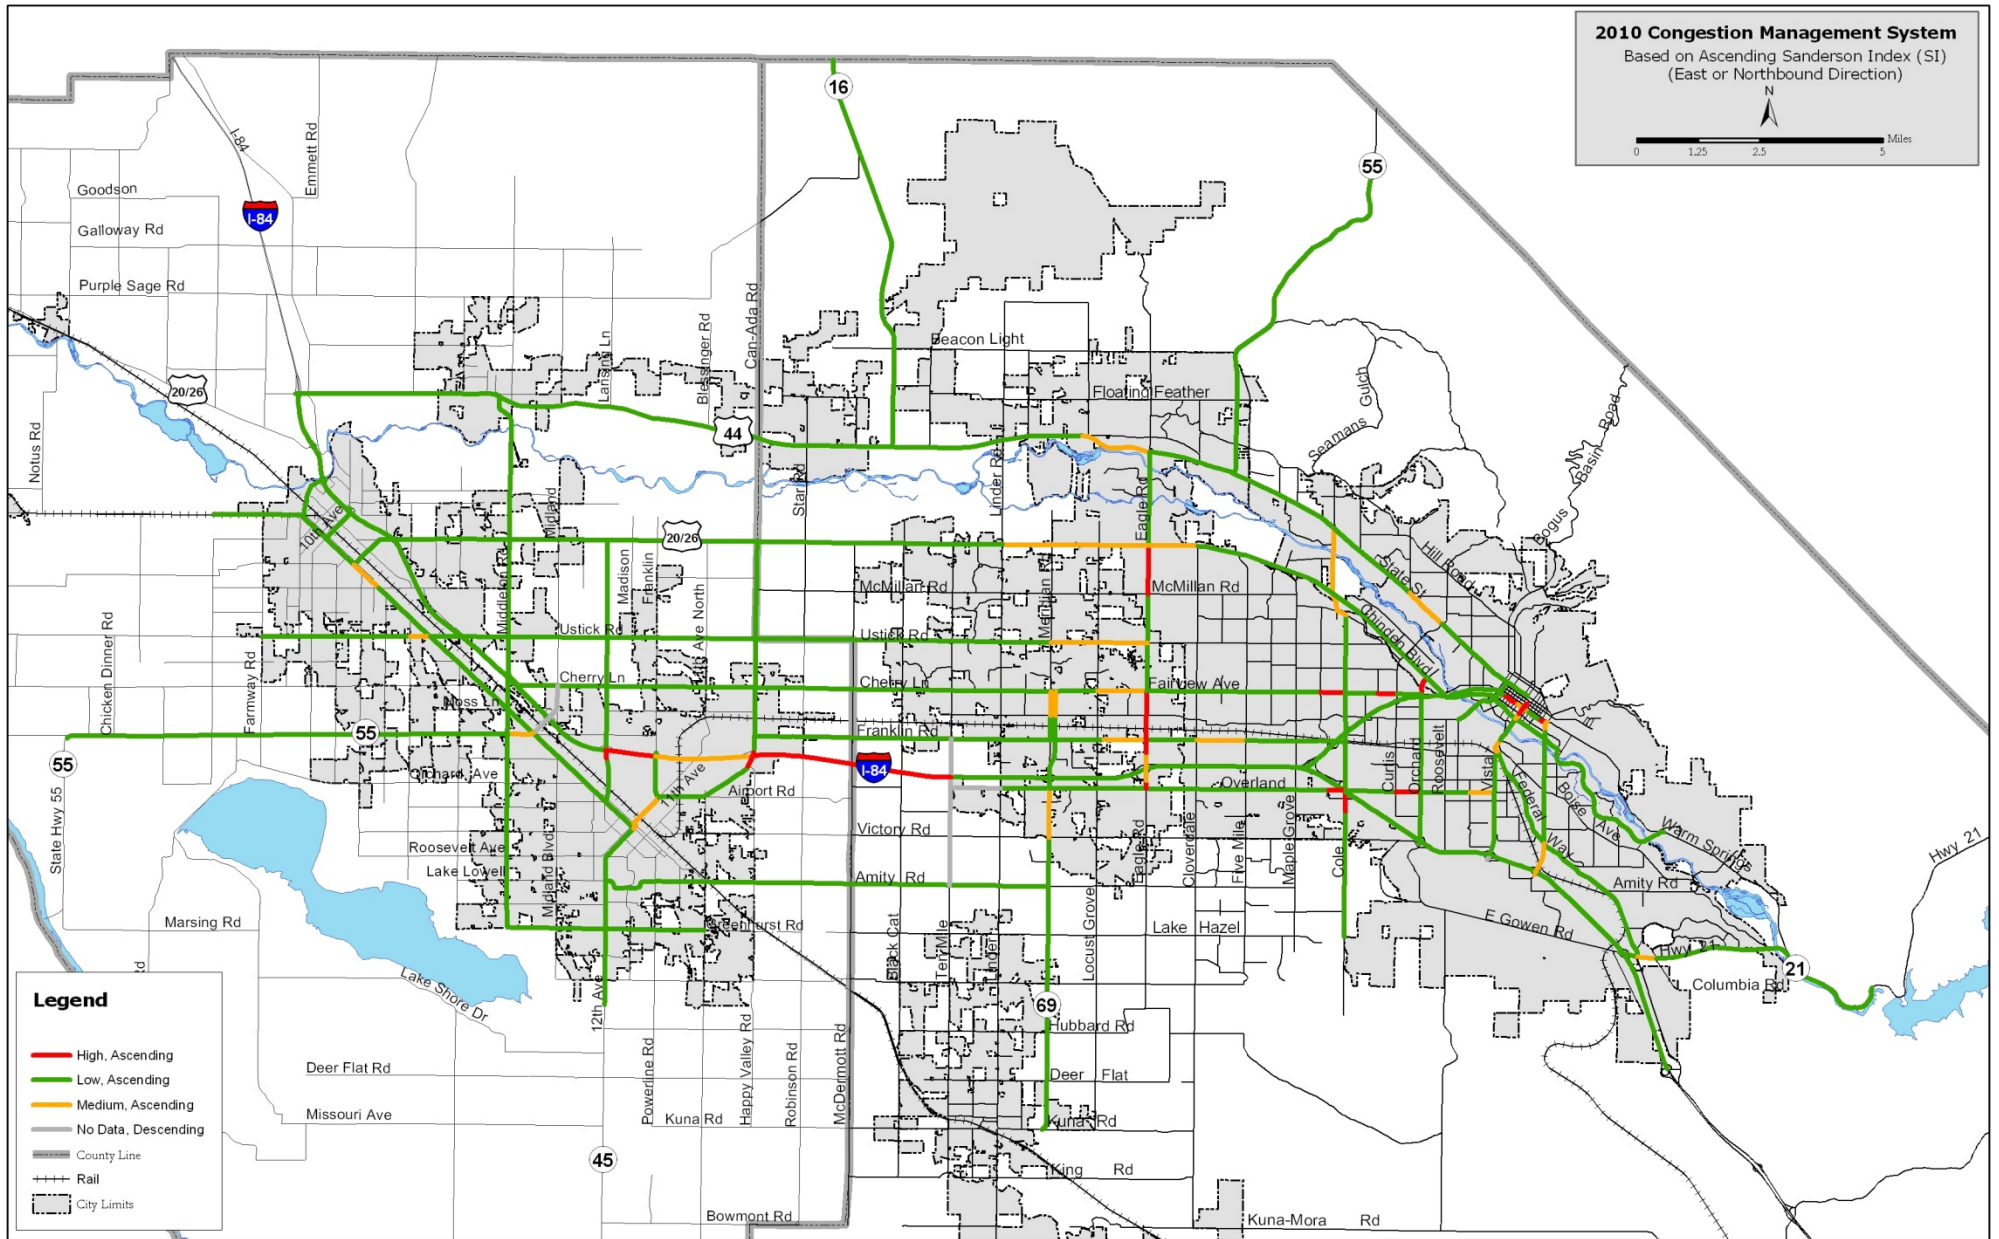 2010 Congestion Management System
Based on Ascending Sanderson Index (SI)
(East or Northbound Direction)
N
Miles
0 1.25 2.5 5
16
55
I-84
Emmett Rd
Goodson
I-84
Galloway Rd
Purple Sage Rd
Can-Ada Rd
Lansing Ln
Blessinger Rd
Beacon Light
Floating Feather
20/26
44
Seamans
Gulch
Bogus
Basin
Road
Notus Rd
Star Rd
Linder Rd
Eagle Rd
10th Ave
Midland
20/26
Middleton Rd
Madison
Franklin
11th Ave North
McMillan Rd
Meridian Rd
McMillan Rd
State St
Hill Road
Chinden Blvd
Chicken Dinner Rd
Farmway Rd
Ustick Rd
Ustick Rd
Cherry Ln
Cherry Ln
Fairview Ave
Moss Ln
55
Franklin Rd
55
I-84
Orchard Ave
11th Ave
Airport Rd
Overland
Curtis
Orchard
Roosevelt
Vista
Federal
Way
Boise
Ave
Warm Springs
State Hwy 55
Victory Rd
Roosevelt Ave
Lake Lowell
Midland Blvd
Amity Rd
Eagle Rd
Cloverdale
Five Mile
Maple Grove
Cole
Amity Rd
Hwy 21
Marsing Rd
Greenhurst Rd
Black Cat
Ten Mile
Linder
Locust Grove
Lake Hazel
E Gowen Rd
Hwy 21
21
Columbia Rd
Rd
Lake Shore Dr
12th Ave
69
Hubbard Rd
Deer Flat Rd
Powerline Rd
Happy Valley Rd
Robinson Rd
McDermott Rd
Deer Flat
Missouri Ave
Kuna Rd
Kuna Rd
45
King Rd
Bowmont Rd
Kuna-Mora Rd
Legend
High, Ascending
Low, Ascending
Medium, Ascending
No Data, Descending
County Line
Rail
City Limits